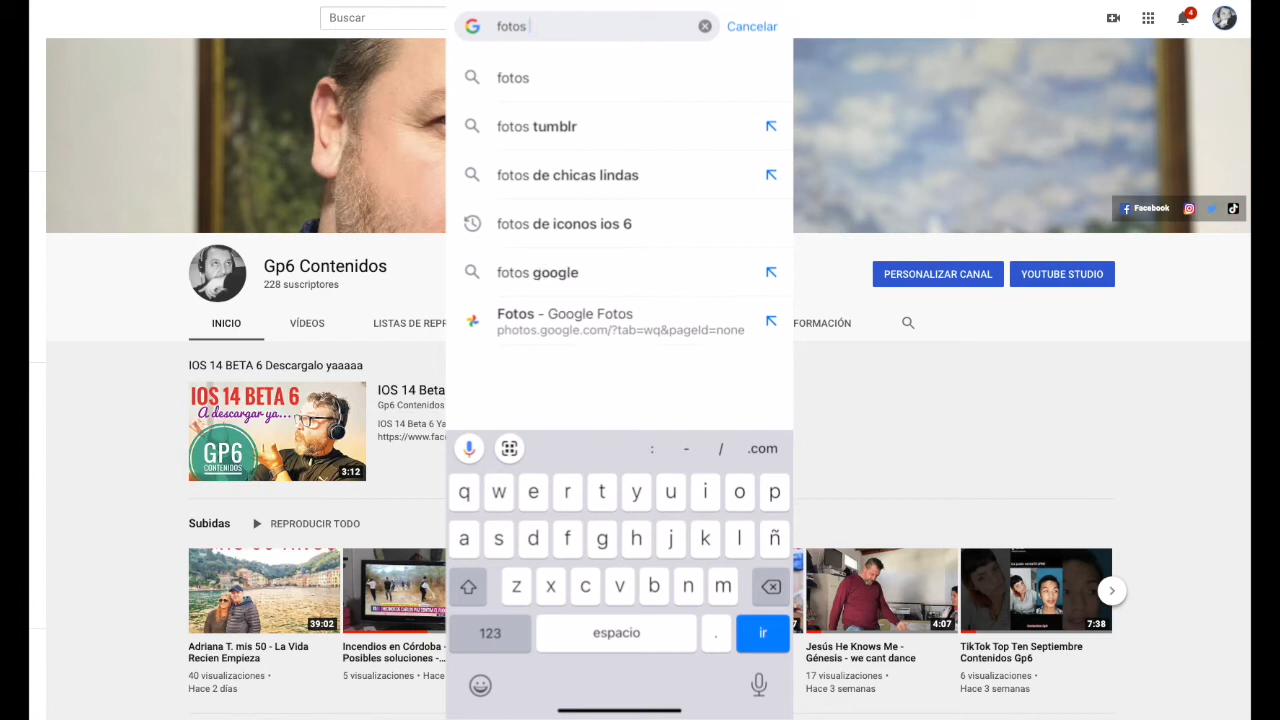 Buscar
4
fotos
Cancelar
fotos
fotos tumblr
fotos de chicas lindas
fotos de iconos ios 6
fotos google
Fotos - Google Fotos
photos.google.com/?tab=wq&pageId=none
Facebook
Gp6 Contenidos
228 suscriptores
PERSONALIZAR CANAL
YOUTUBE STUDIO
INICIO
VÍDEOS
LISTAS DE REPR
FORMACIÓN
IOS 14 BETA 6 Descargalo yaaaaa
IOS 14 BETA 6
A descargar ya...
GP6
CONTENIDOS
3:12
IOS 14 Beta
Gp6 Contenidos
IOS 14 Beta 6 Ya
https://www.fac
: - / .com
q w e r t y u i o p
a s d f g h j k l ñ
z x c v b n m
123 espacio . ir
Subidas
REPRODUCIR TODO
39:02
4:07
7:38
Adriana T. mis 50 - La Vida
Recien Empieza
40 visualizaciones •
Hace 2 días
Incendios en Córdoba -
Posibles soluciones -...
5 visualizaciones • Hace
Jesús He Knows Me -
Génesis - we cant dance
17 visualizaciones •
Hace 3 semanas
TikTok Top Ten Septiembre
Contenidos Gp6
6 visualizaciones •
Hace 3 semanas